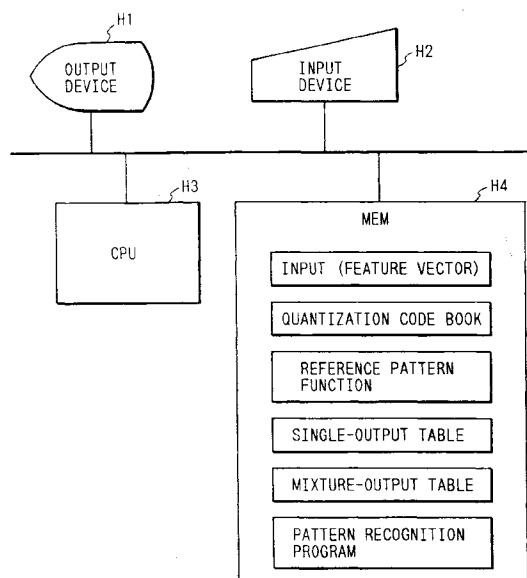 H1
OUTPUT
DEVICE
INPUT
DEVICE
H2
H3
CPU
H4
MEM
INPUT (FEATURE VECTOR)
QUANTIZATION CODE BOOK
REFERENCE PATTERN
FUNCTION
SINGLE-OUTPUT TABLE
MIXTURE-OUTPUT TABLE
PATTERN RECOGNITION
PROGRAM